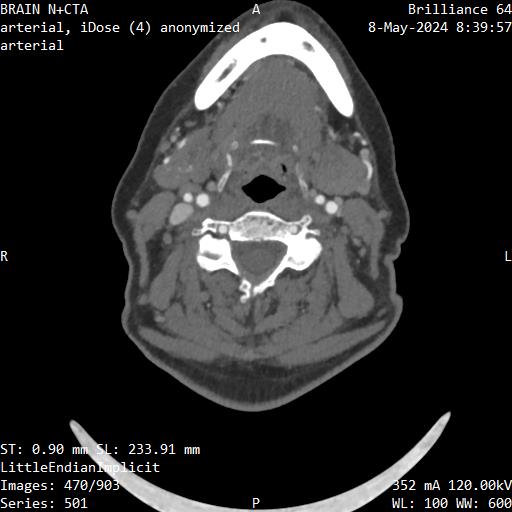 BRAIN N+CTA A Brilliance 64
arterial, iDose (4) anonymized 8-May-2024 8:39:57
arterial
R L
ST: 0.90 mm SL: 233.91 mm
LittleEndianImplicit
Images: 470/903 352 mA 120.00kV
Series: 501 P WL: 100 WW: 600